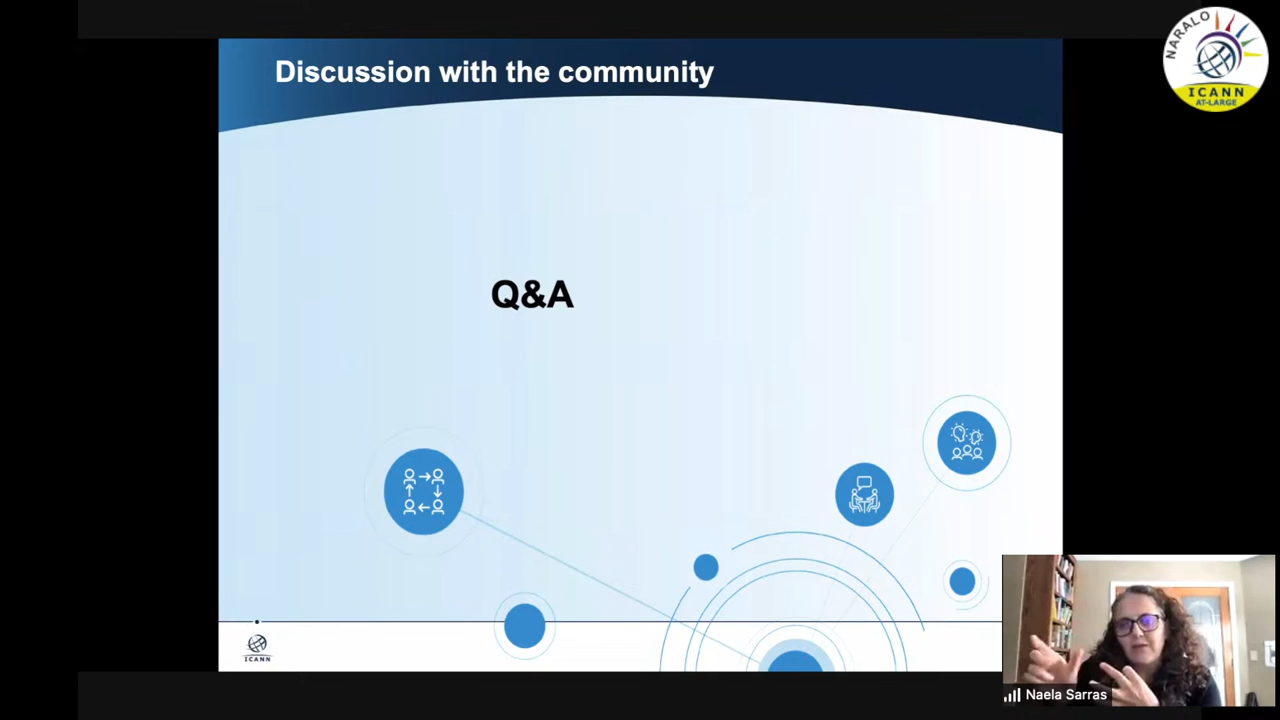 Discussion with the community
NARALO
ICANN
AT-LARGE
Q&A
ICANN
Naela Sarras